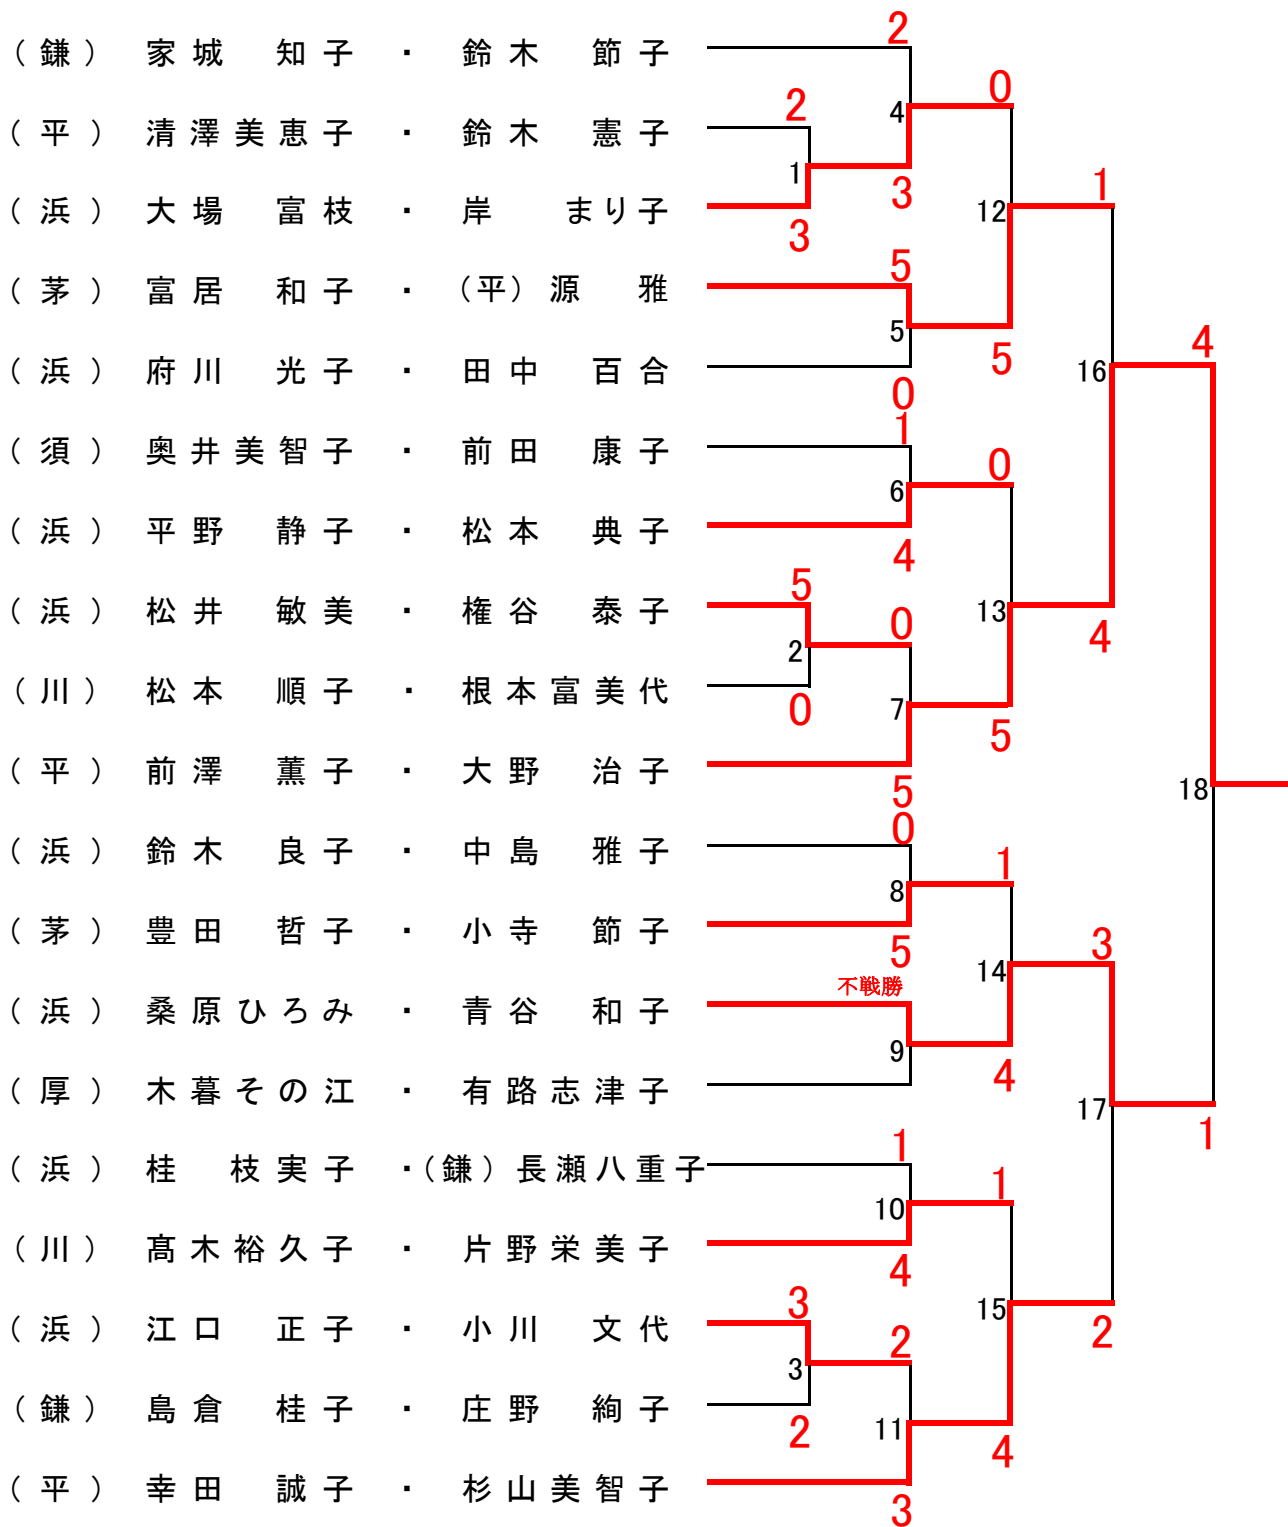 (鎌) 家城 知子 ・ 鈴木 節子
2
(平) 清澤美恵子 ・ 鈴木 憲子
2
4
0
1
(浜) 大場 富枝 ・ 岸 まり子
3
3
12
1
(茅) 富居 和子 ・ (平) 源 雅
5
5
5
(浜) 府川 光子 ・ 田中 百合
0
16
4
(須) 奥井美智子 ・ 前田 康子
1
6
0
(浜) 平野 静子 ・ 松本 典子
4
(浜) 松井 敏美 ・ 権谷 泰子
5
0
13
4
2
(川) 松本 順子 ・ 根本富美代
0
7
5
(平) 前澤 薫子 ・ 大野 治子
5
18
(浜) 鈴木 良子 ・ 中島 雅子
0
8
1
(茅) 豊田 哲子 ・ 小寺 節子
5
14
3
不戦勝
(浜) 桑原ひろみ ・ 青谷 和子
9
4
(厚) 木暮その江 ・ 有路志津子
17
1
(浜) 桂 枝実子 ・(鎌) 長瀬八重子
1
10
1
(川) 髙木裕久子 ・ 片野栄美子
4
(浜) 江口 正子 ・ 小川 文代
3
2
15
2
3
(鎌) 島倉 桂子 ・ 庄野 絢子
2
11
4
(平) 幸田 誠子 ・ 杉山美智子
3